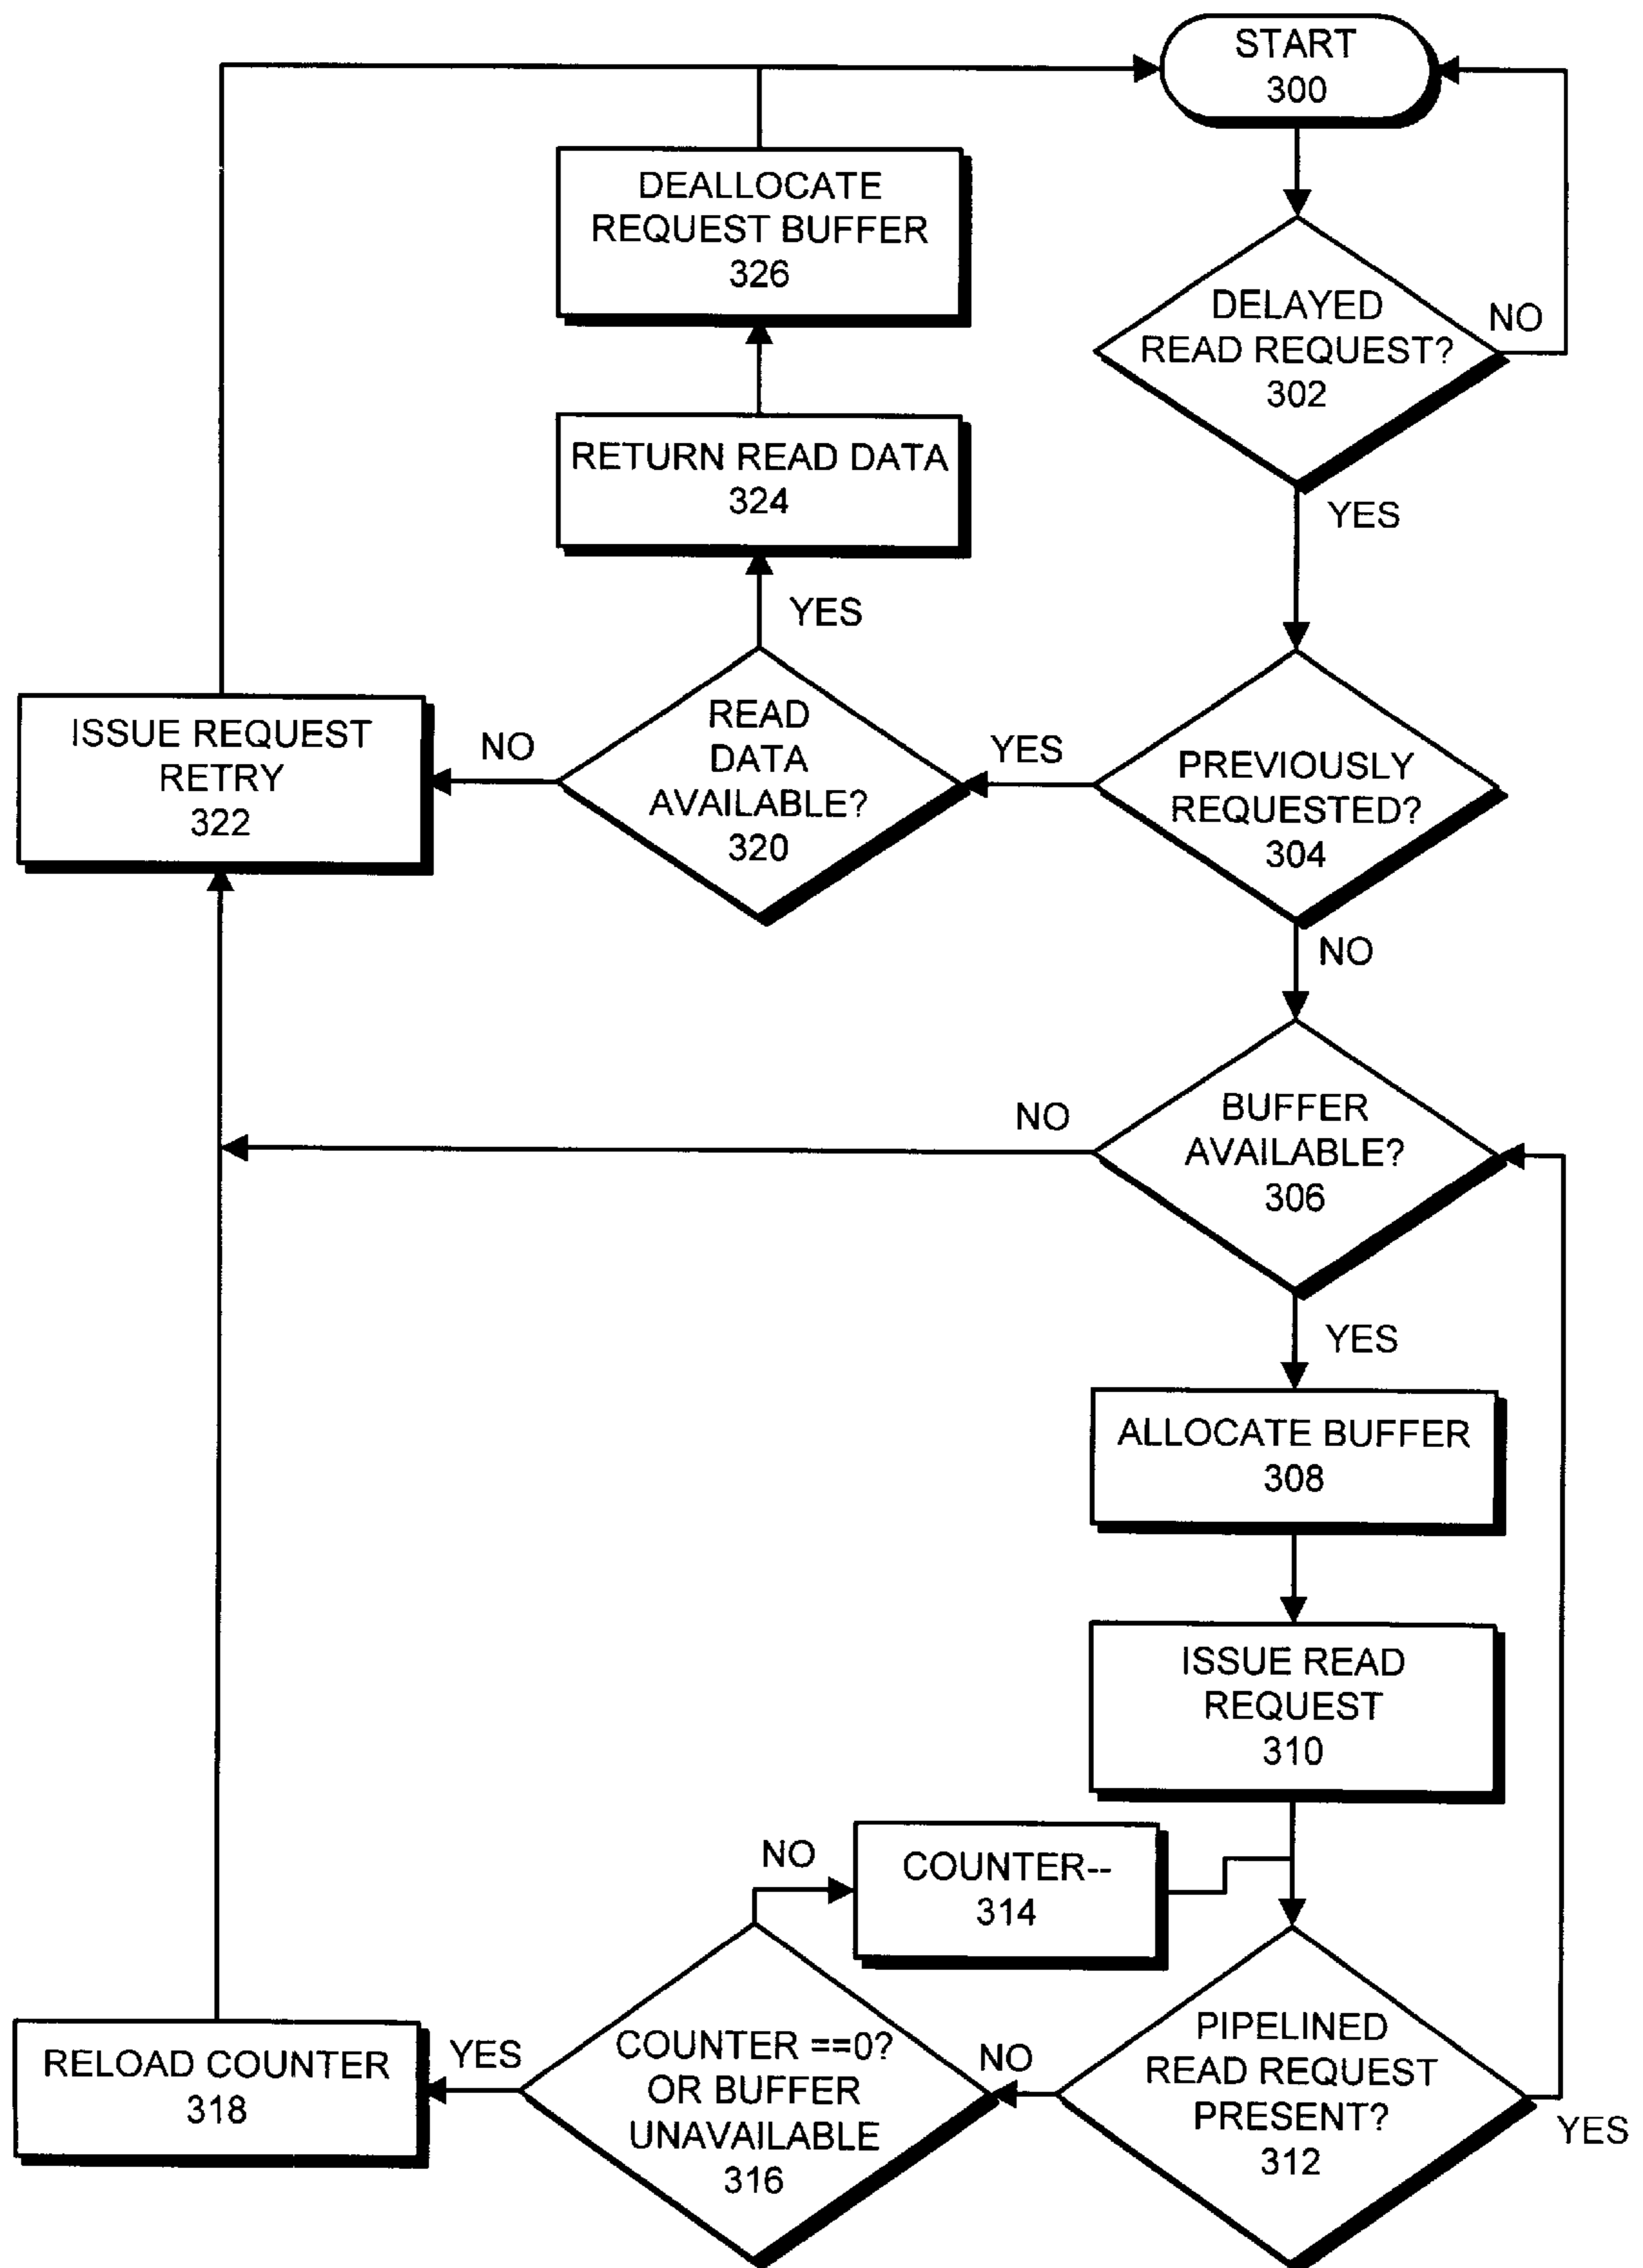 START
300
DEALLOCATE
REQUEST BUFFER
326
DELAYED
READ REQUEST?
302
NO
RETURN READ DATA
324
YES
YES
ISSUE REQUEST
RETRY
322
NO
READ
DATA
AVAILABLE?
320
YES
PREVIOUSLY
REQUESTED?
304
NO
NO
BUFFER
AVAILABLE?
306
YES
ALLOCATE BUFFER
308
ISSUE READ
REQUEST
310
NO
COUNTER--
314
RELOAD COUNTER
318
YES
COUNTER ==0?
OR BUFFER
UNAVAILABLE
316
NO
PIPELINED
READ REQUEST
PRESENT?
312
YES